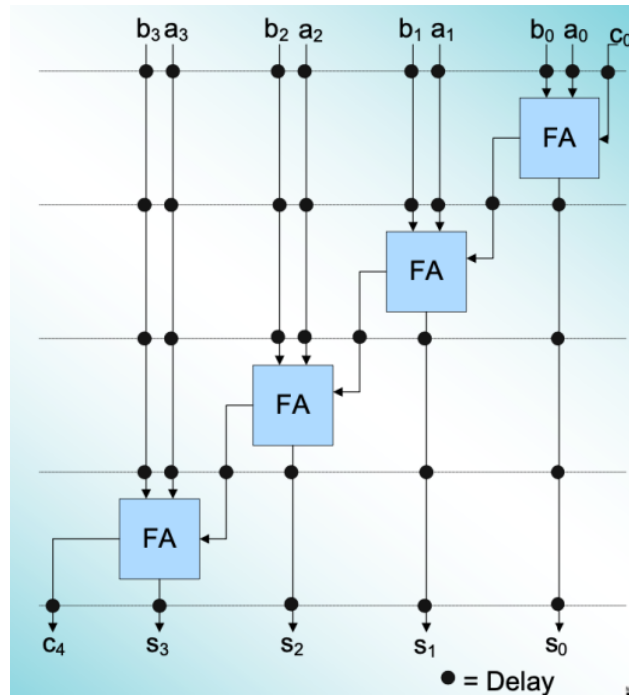 b₃ a₃ b₂ a₂ b₁ a₁ b₀ a₀ c₀
FA
FA
FA
FA
c₄ s₃ s₂ s₁ s₀
= Delay